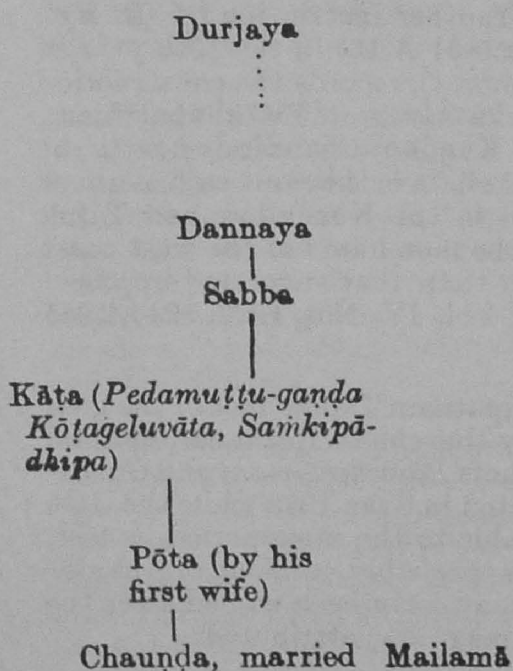 Durjaya
Dannaya
Sabba
Kāṭa (Pedamuṭṭu-gaṇḍa
Kōṭageluvāta, Saṁkipā-
dhipa)
Pōta (by his
first wife)
Chauṇḍa, married Mailamā